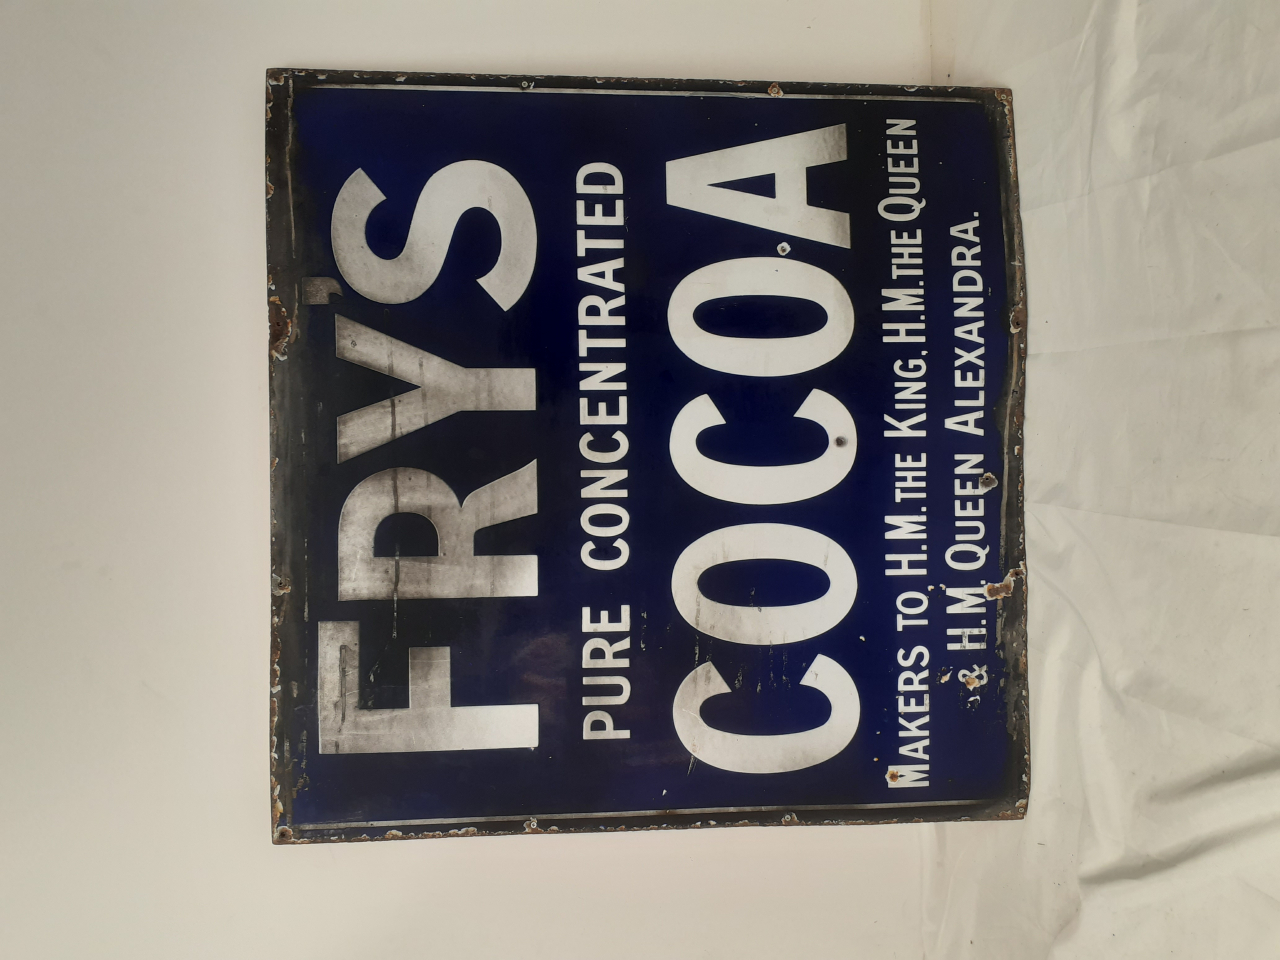 FRY'S
PURE CONCENTRATED
COCOA
MAKERS TO H.M. THE KING, H.M. THE QUEEN
& H.M. QUEEN ALEXANDRA.